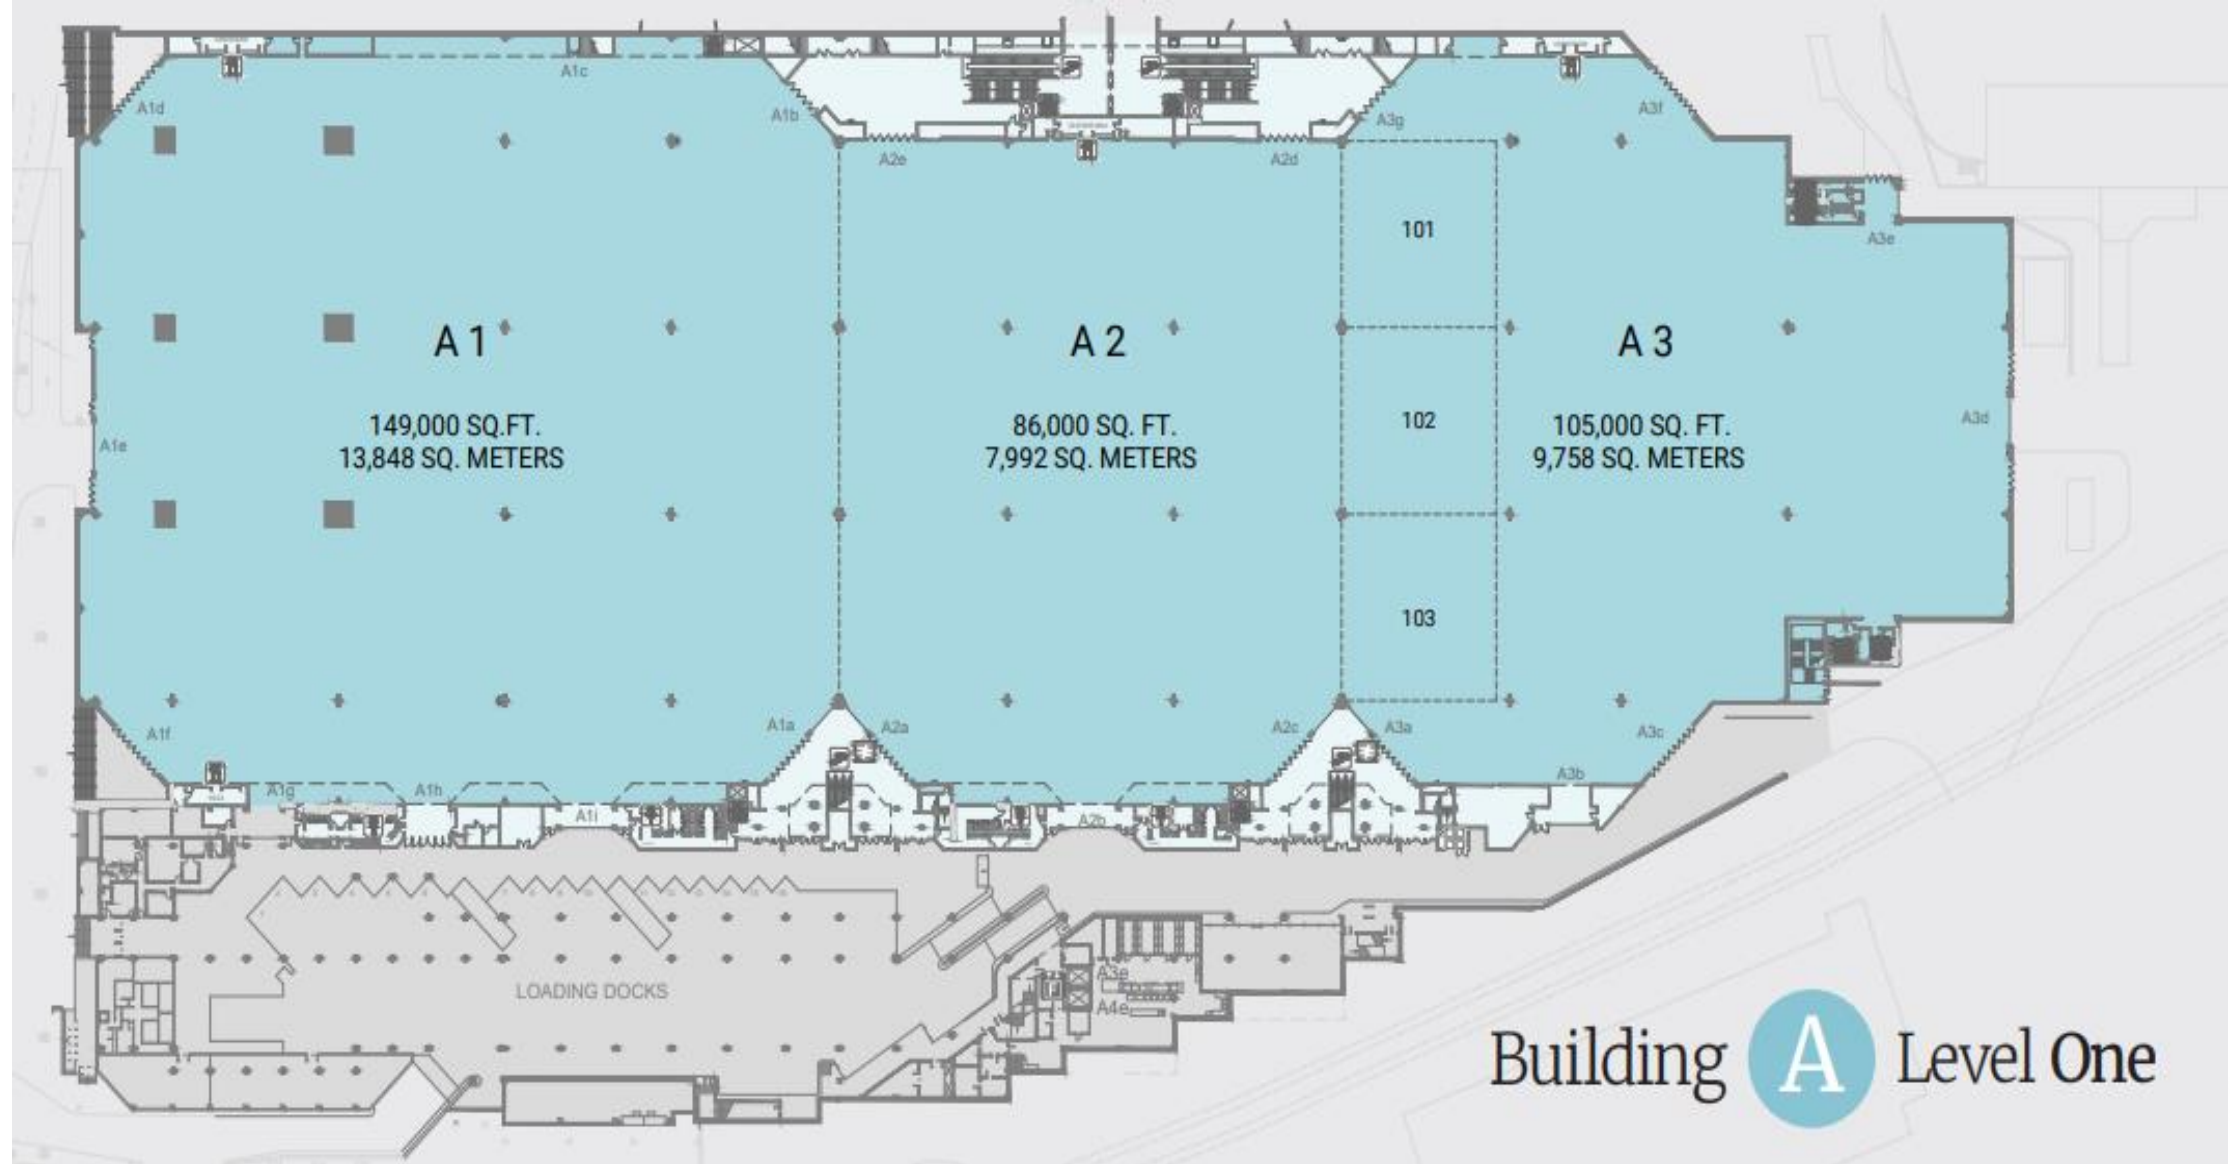 A1c
A1d
A1b
A3g
A3f
A2e
A2d
101
A3e
A 1
A 2
A 3
149,000 SQ.FT.
13,848 SQ. METERS
86,000 SQ. FT.
7,992 SQ. METERS
102
105,000 SQ. FT.
9,758 SQ. METERS
A3d
A1e
103
A1f
A1a
A2a
A2c
A3a
A3c
A1g
A1h
A3b
A1i
A2b
LOADING DOCKS
A3e
A4e
Building A Level One